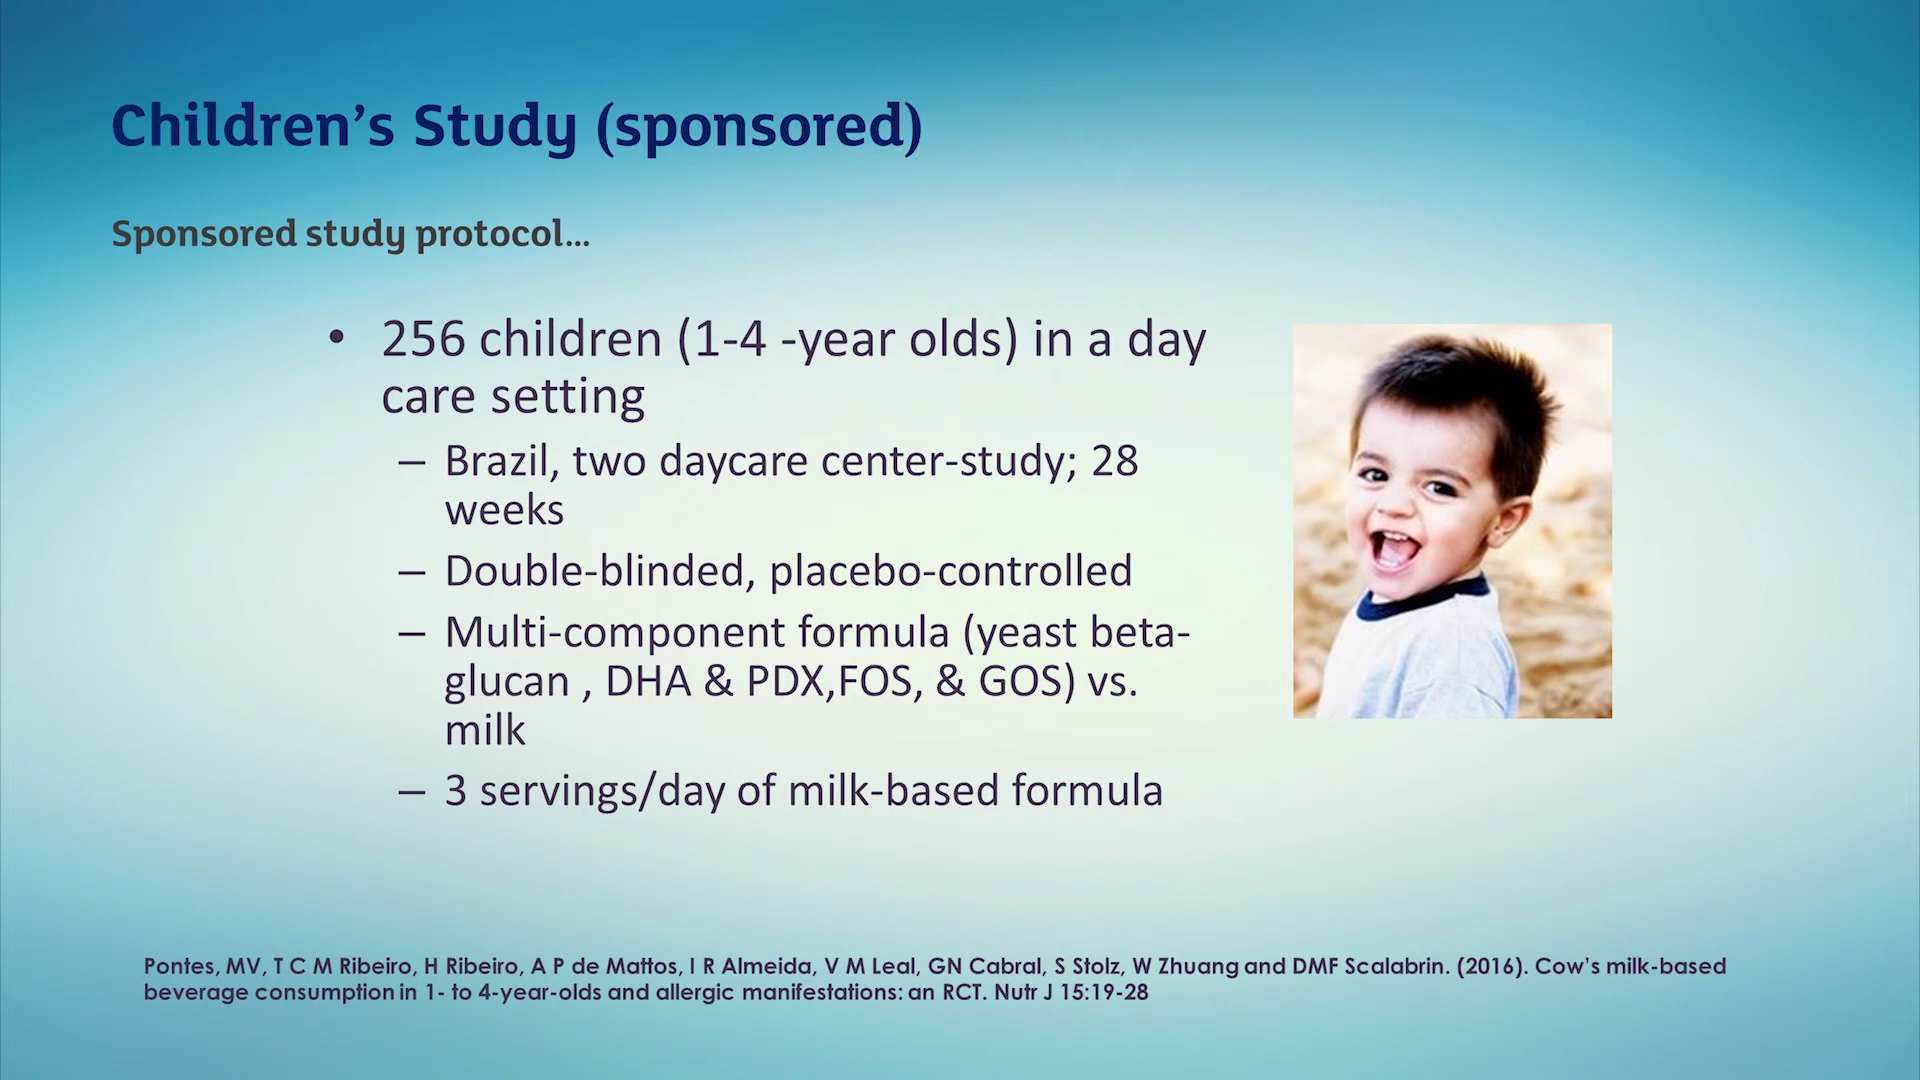 Children’s Study (sponsored)
Sponsored study protocol...
• 256 children (1-4 -year olds) in a day
care setting
– Brazil, two daycare center-study; 28
weeks
– Double-blinded, placebo-controlled
– Multi-component formula (yeast beta-
glucan , DHA & PDX,FOS, & GOS) vs.
milk
– 3 servings/day of milk-based formula
Pontes, MV, T C M Ribeiro, H Ribeiro, A P de Mattos, I R Almeida, V M Leal, GN Cabral, S Stolz, W Zhuang and DMF Scalabrin. (2016). Cow’s milk-based
beverage consumption in 1- to 4-year-olds and allergic manifestations: an RCT. Nutr J 15:19-28